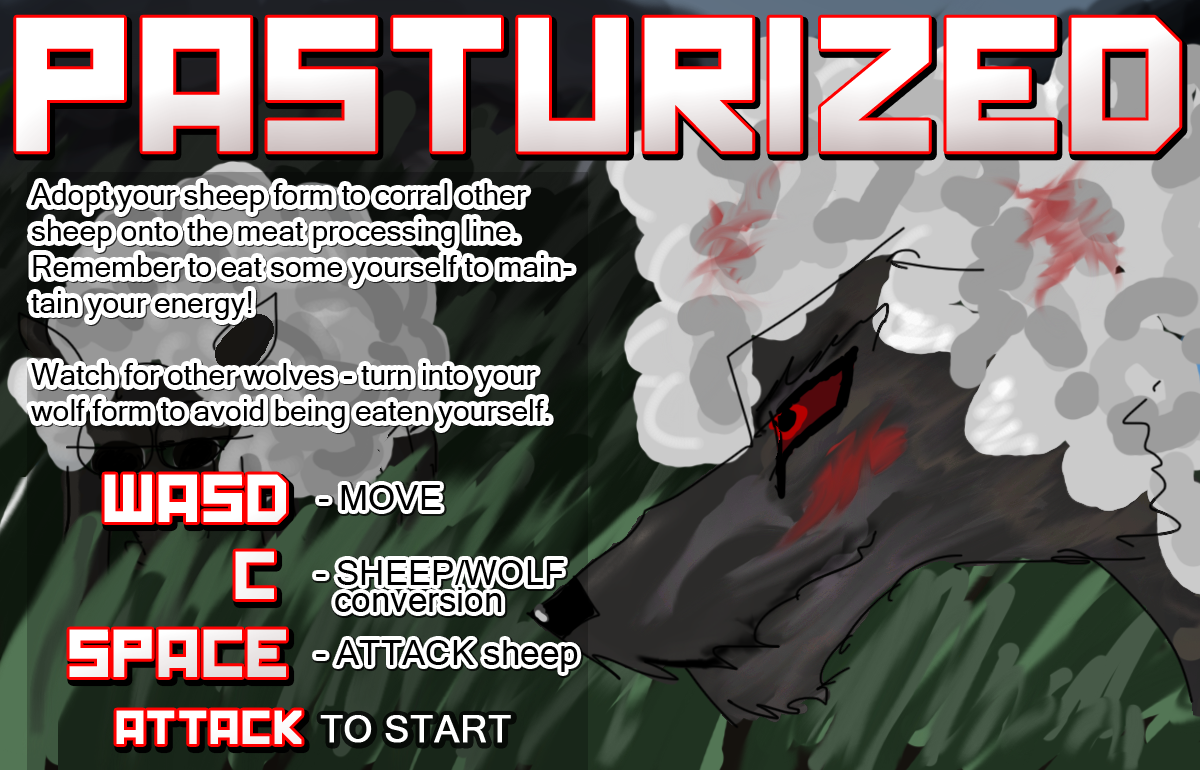 PASTURIZED
Adopt your sheep form to corral other
sheep onto the meat processing line.
Remember to eat some yourself to main-
tain your energy!
Watch for other wolves - turn into your
wolf form to avoid being eaten yourself.
WASD - MOVE
C - SHEEP/WOLF
conversion
SPACE - ATTACK sheep
ATTACK TO START